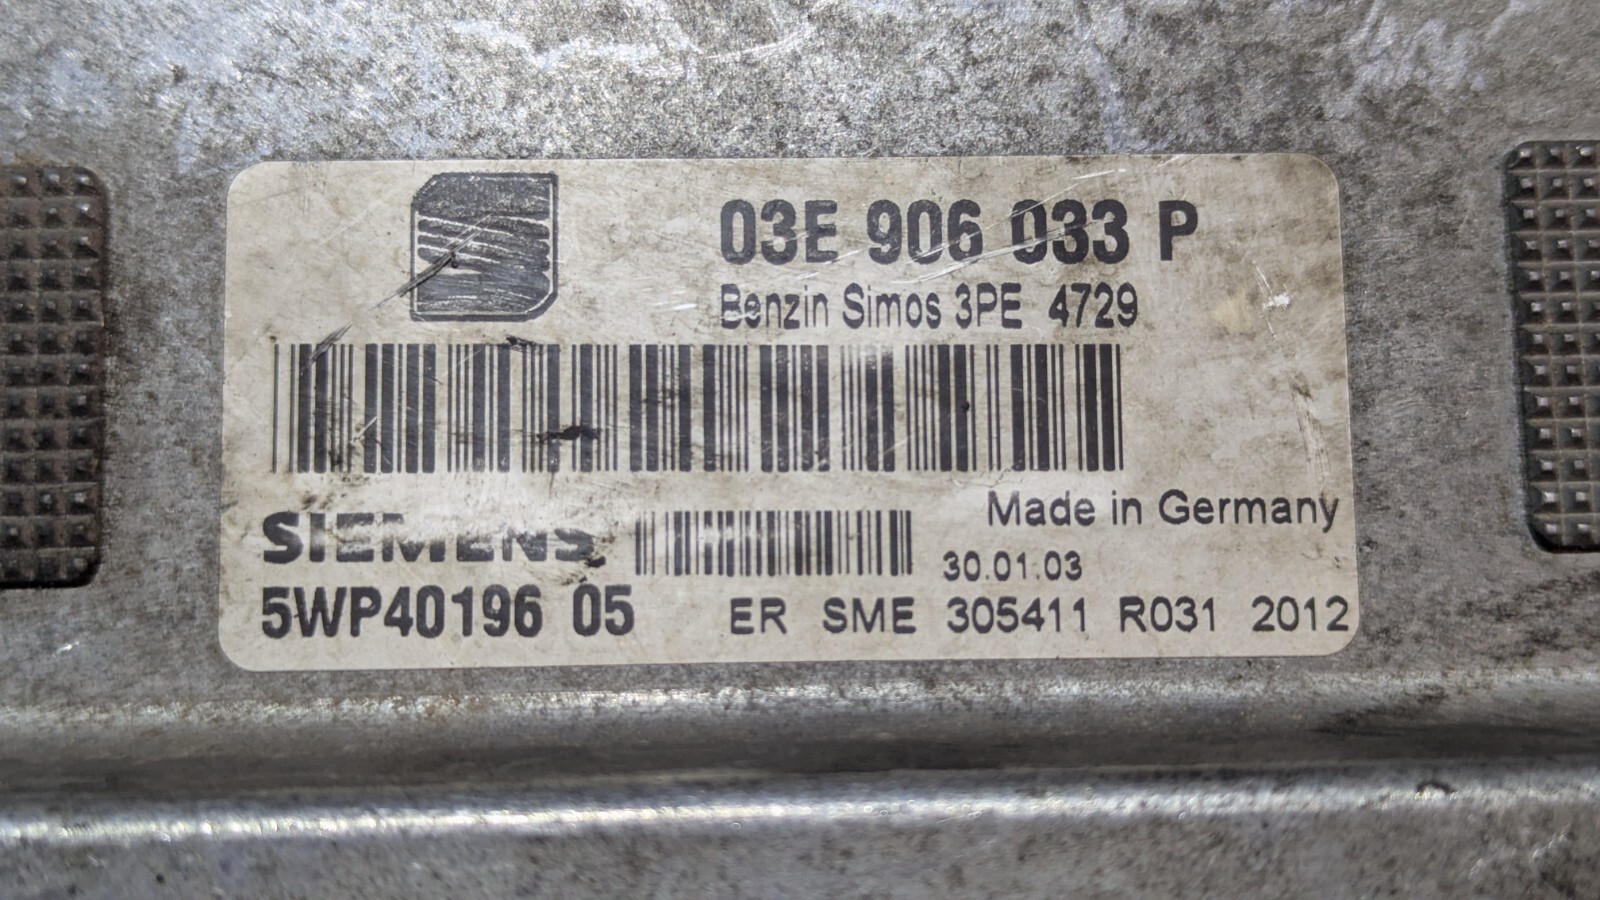 03E 906 033 P
Benzin Simos 3PE 4729
Made in Germany
SIEMENS
30.01.03
5WP40196 05 ER SME 305411 R031 2012